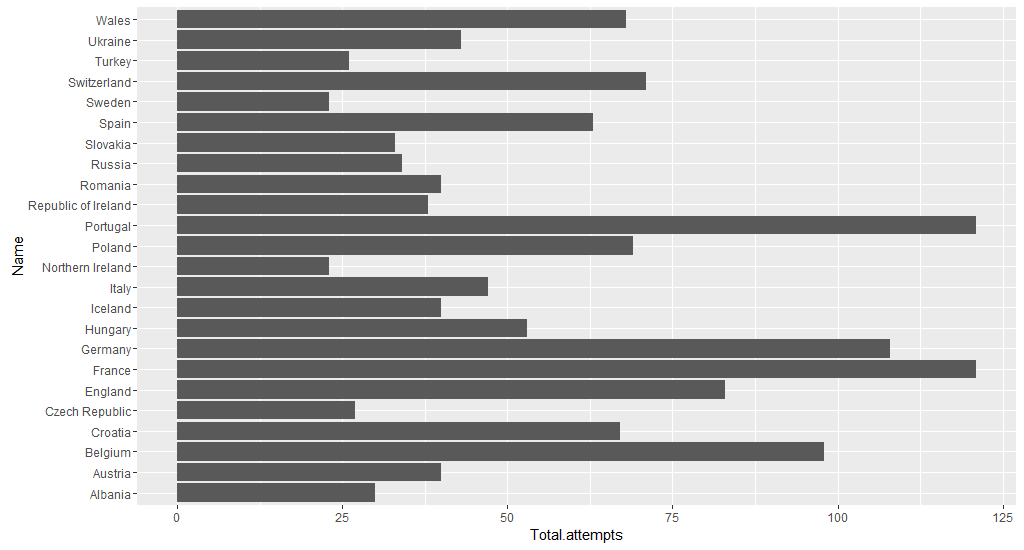 Wales
Ukraine
Turkey
Switzerland
Sweden
Spain
Slovakia
Russia
Romania
Republic of Ireland
Portugal
Poland
Northern Ireland
Italy
Iceland
Hungary
Germany
France
England
Czech Republic
Croatia
Belgium
Austria
Albania
Name
0 25 50 75 100 125
Total.attempts